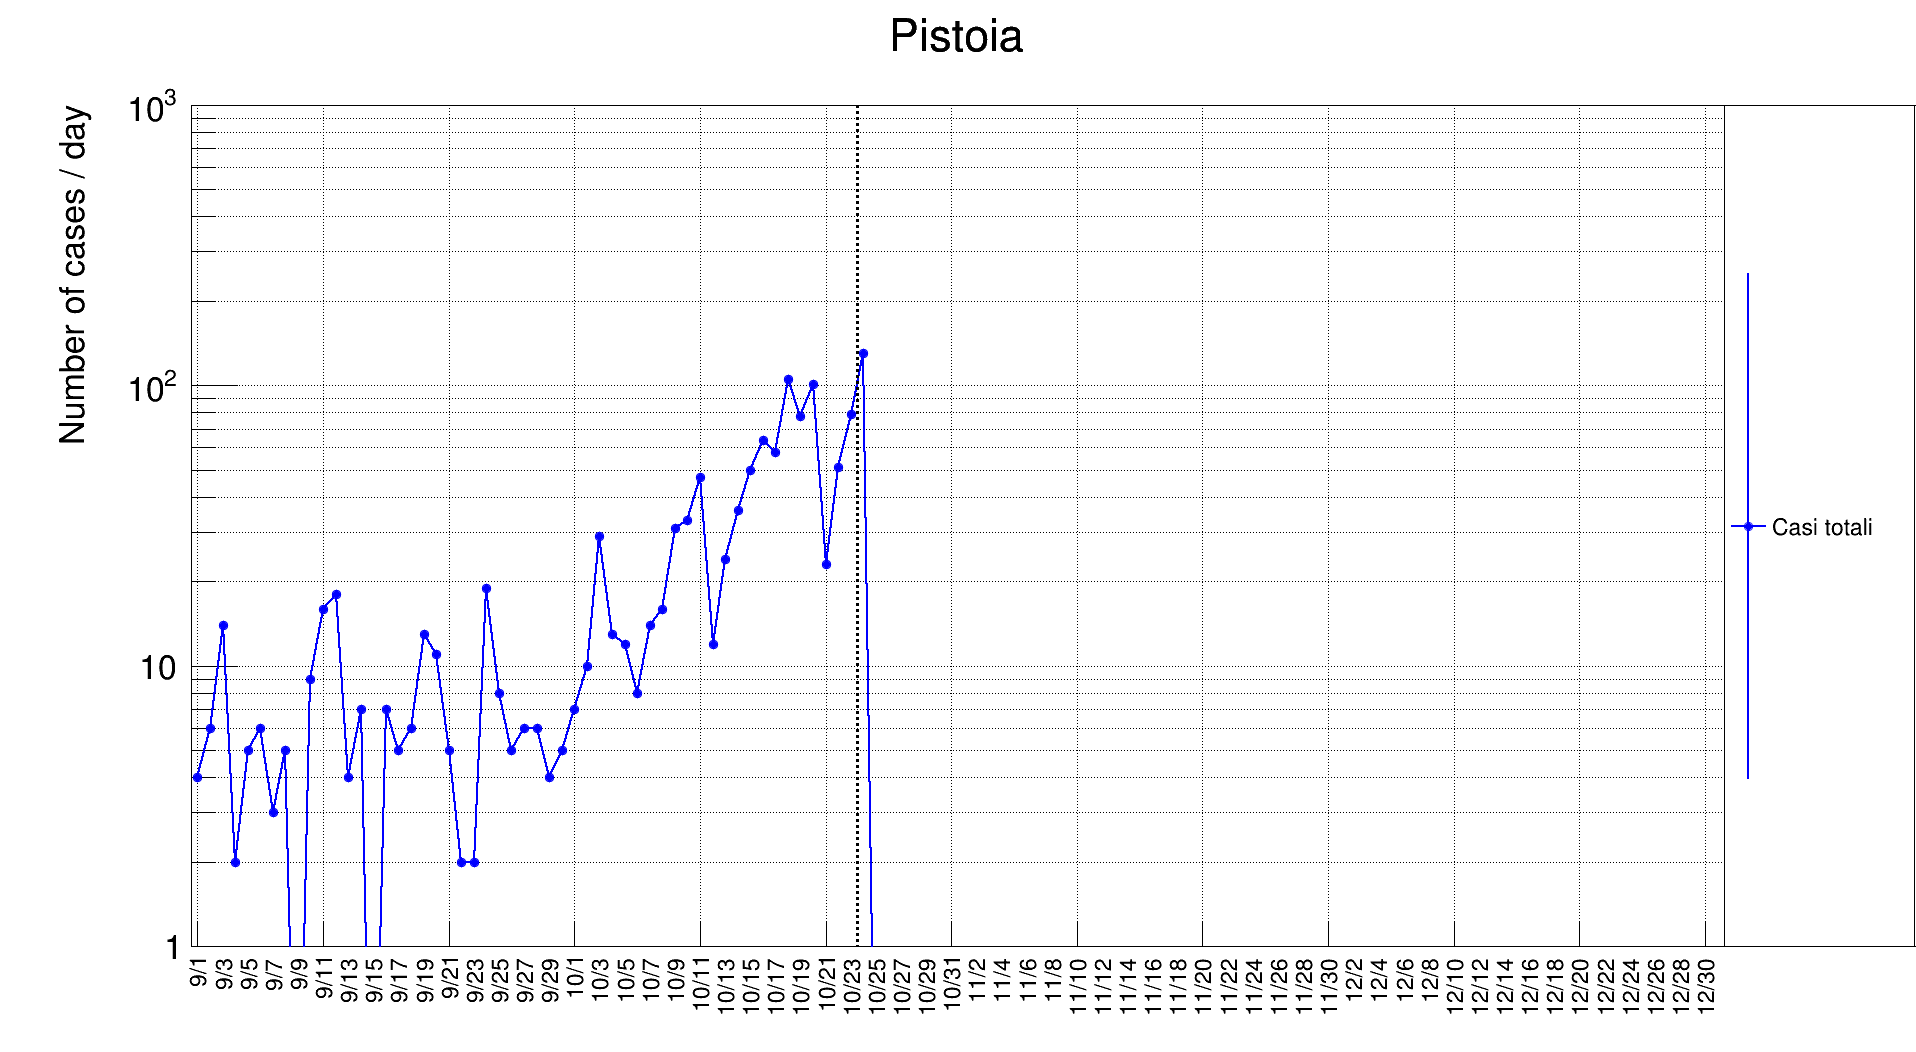 Pistoia
Number of cases / day
10³
10²
10
1
9/1 9/3 9/5 9/7 9/9 9/11 9/13 9/15 9/17 9/19 9/21 9/23 9/25 9/27 9/29 10/1 10/3 10/5 10/7 10/9 10/11 10/13 10/15 10/17 10/19 10/21 10/23 10/25 10/27 10/29 10/31 11/2 11/4 11/6 11/8 11/10 11/12 11/14 11/16 11/18 11/20 11/22 11/24 11/26 11/28 11/30 12/2 12/4 12/6 12/8 12/10 12/12 12/14 12/16 12/18 12/20 12/22 12/24 12/26 12/28 12/30
Casi totali